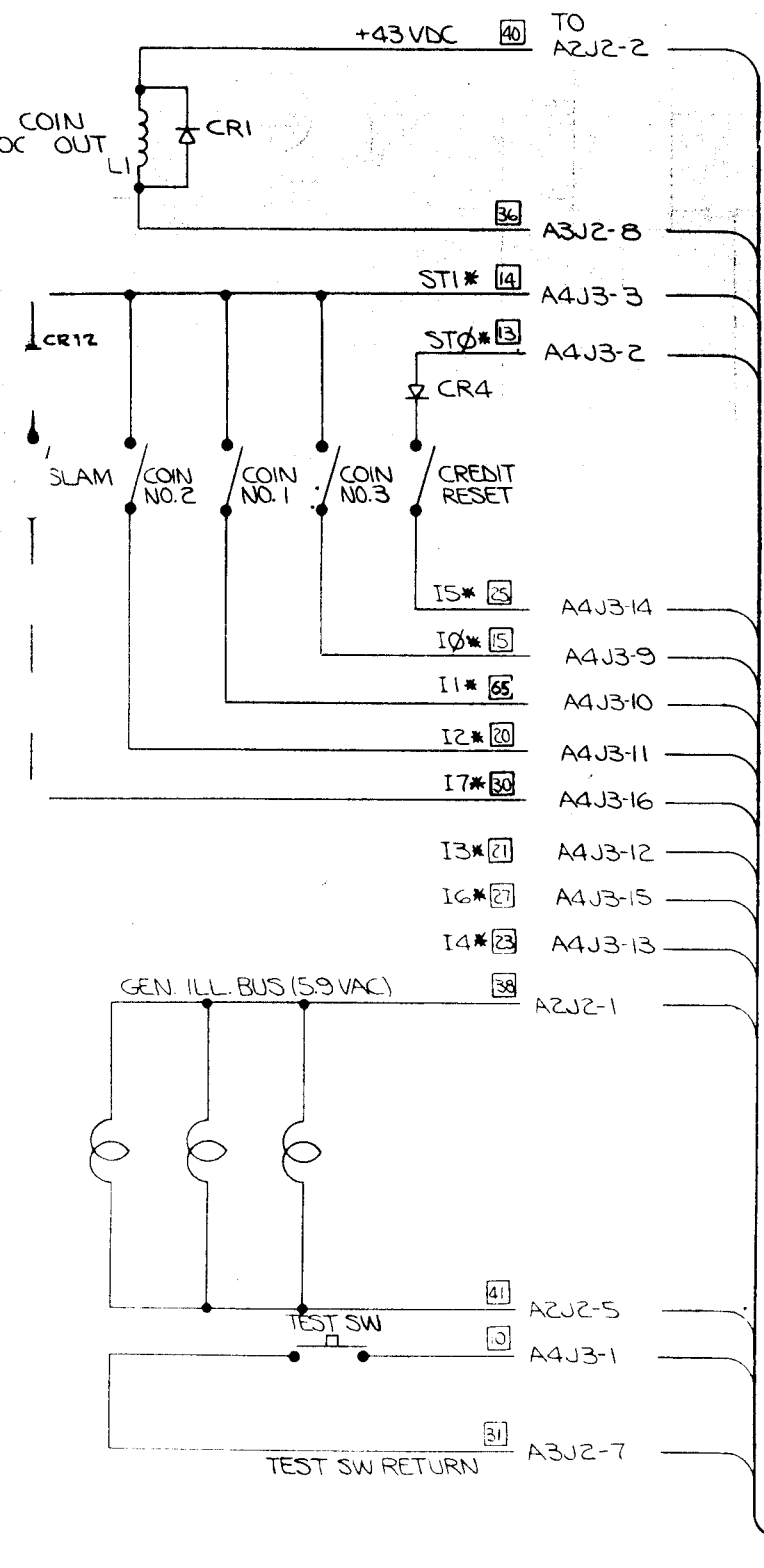 +43 VDC 40 TO
A2J2-2
COIN
OUT
L1 CR1
36 A3J2-8
ST1* 14 A4J3-3
STØ* 13 A4J3-2
CR12
CR4
SLAM
COIN
NO. 2
COIN
NO. 1
COIN
NO. 3
CREDIT
RESET
I5* 25 A4J3-14
IØ* 15 A4J3-9
I1* 65 A4J3-10
I2* 20 A4J3-11
I7* 30 A4J3-16
I3* 21 A4J3-12
I6* 27 A4J3-15
I4* 23 A4J3-13
GEN. ILL. BUS (5.9 VAC) 38 A2J2-1
41 A2J2-5
TEST SW
10 A4J3-1
31 A3J2-7
TEST SW RETURN